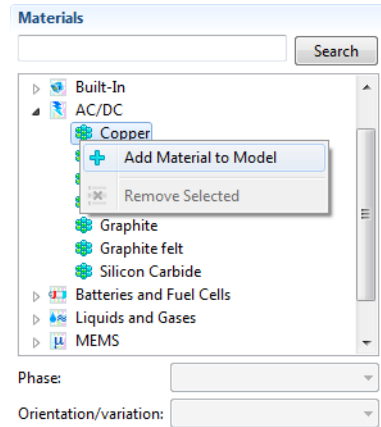 Materials
Search
Built-In
AC/DC
Copper
Add Material to Model
Remove Selected
Graphite
Graphite felt
Silicon Carbide
Batteries and Fuel Cells
Liquids and Gases
μ MEMS
Phase:
Orientation/variation: